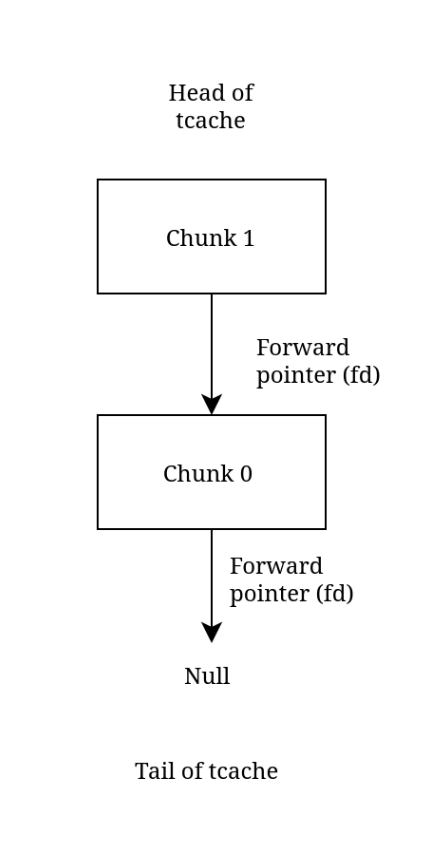 Head of
tcache
Chunk 1
Forward
pointer (fd)
Chunk 0
Forward
pointer (fd)
Null
Tail of tcache